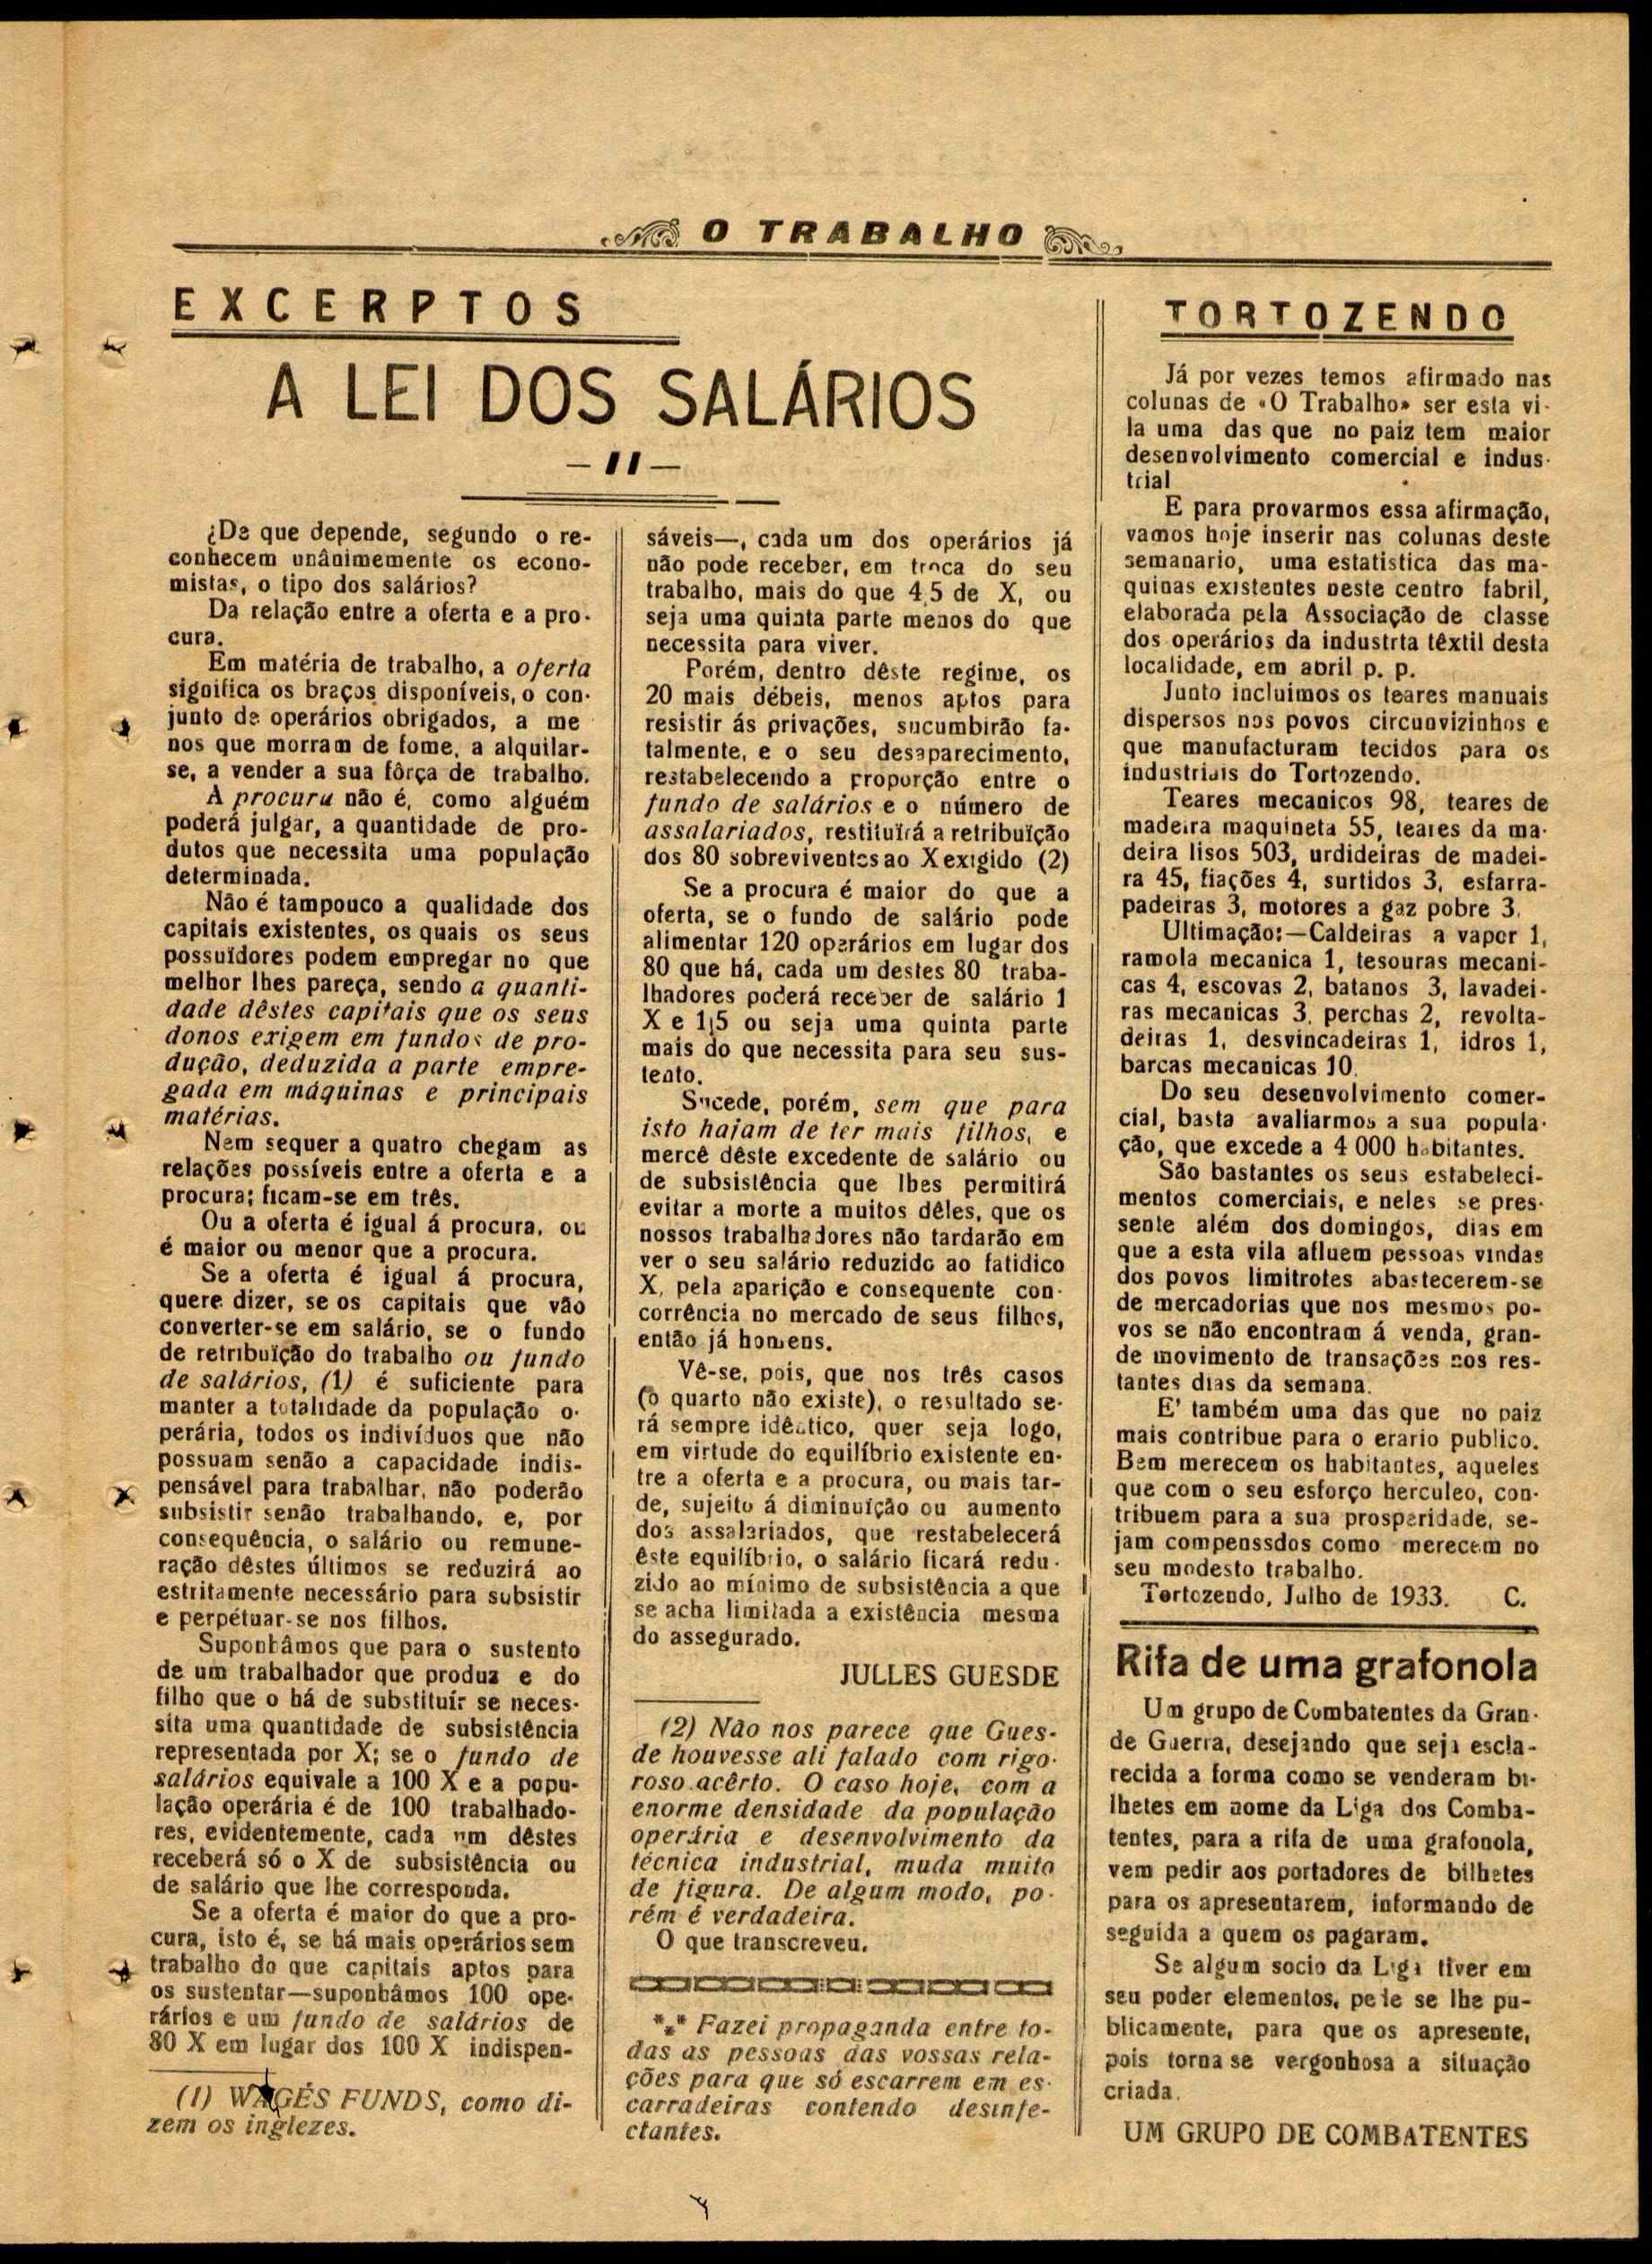 O TRABALHO
EXCERPTOS
A LEI DOS SALÁRIOS
— II —
¿De que depende, segundo o re-
conhecem unânimemente os econo-
mistas, o tipo dos salários?
Da relação entre a oferta e a pro-
cura.
Em matéria de trabalho, a oferta
significa os braços disponíveis, o con-
junto de operários obrigados, a me
nos que morram de fome, a alquilar-
se, a vender a sua fôrça de trabalho.
A procura não é, como alguém
poderá julgar, a quantidade de pro-
dutos que necessita uma população
determinada.
Não é tampouco a qualidade dos
capitais existentes, os quais os seus
possuïdores podem empregar no que
melhor lhes pareça, sendo a quanti-
dade dêstes capitais que os seus
donos exigem em fundos de pro-
dução, deduzida a parte empre-
gada em máquinas e principais
matérias.
Nem sequer a quatro chegam as
relações possíveis entre a oferta e a
procura; ficam-se em três.
Ou a oferta é igual á procura, ou
é maior ou menor que a procura.
Se a oferta é igual á procura,
quere dizer, se os capitais que vão
converter-se em salário, se o fundo
de retribuïção do trabalho ou fundo
de salários, (1) é suficiente para
manter a totalidade da população o-
perária, todos os indivíduos que não
possuam senão a capacidade indis-
pensável para trabalhar, não poderão
subsistir senão trabalhando, e, por
consequência, o salário ou remune-
ração dêstes últimos se reduzirá ao
estritamente necessário para subsistir
e perpétuar-se nos filhos.
Suponhâmos que para o sustento
de um trabalhador que produz e do
filho que o há de substituír se neces-
sita uma quantidade de subsistência
representada por X; se o fundo de
salários equivale a 100 X e a popu-
lação operária é de 100 trabalhado-
res, evidentemente, cada um dêstes
receberá só o X de subsistência ou
de salário que lhe corresponda.
Se a oferta é maior do que a pro-
cura, isto é, se há mais operários sem
trabalho do que capitais aptos para
os sustentar—suponhâmos 100 ope-
rários e um fundo de salários de
80 X em lugar dos 100 X indispen-
(1) WAGÉS FUNDS, como di-
zem os inglezes.
sáveis—, cada um dos operários já
não pode receber, em troca do seu
trabalho, mais do que 4,5 de X, ou
seja uma quinta parte menos do que
necessita para viver.
Porém, dentro dêste regime, os
20 mais débeis, menos aptos para
resistir ás privações, sucumbirão fa-
talmente, e o seu desaparecimento,
restabelecendo a proporção entre o
fundo de salários e o número de
assalariados, restituïrá a retribuïção
dos 80 sobreviventes ao X exigido (2)
Se a procura é maior do que a
oferta, se o fundo de salário pode
alimentar 120 operários em lugar dos
80 que há, cada um destes 80 traba-
lhadores poderá receber de salário 1
X e 1,5 ou seja uma quinta parte
mais do que necessita para seu sus-
tento.
Sucede, porém, sem que para
isto hajam de ter mais filhos, e
mercê dêste excedente de salário ou
de subsistência que lhes permitirá
evitar a morte a muitos dêles, que os
nossos trabalhadores não tardarão em
ver o seu salário reduzido ao fatidico
X, pela aparição e consequente con-
corrência no mercado de seus filhos,
então já homens.
Vê-se, pois, que nos três casos
(o quarto não existe), o resultado se-
rá sempre idêntico, quer seja logo,
em virtude do equilíbrio existente en-
tre a oferta e a procura, ou mais tar-
de, sujeito á diminuïção ou aumento
dos assalariados, que restabelecerá
êste equilíbrio, o salário ficará redu-
zido ao mínimo de subsistência a que
se acha limitada a existência mesma
do assegurado.
JULLES GUESDE
(2) Não nos parece que Gues-
de houvesse ali falado com rigo-
roso acêrto. O caso hoje, com a
enorme densidade da população
operária e desenvolvimento da
técnica industrial, muda muito
de figura. De algum modo, po-
rém é verdadeira.
O que transcreveu.
*** Fazei propaganda entre to-
das as pessoas das vossas rela-
ções para que só escarrem em es-
carradeiras contendo desinfe-
ctantes.
TORTOZENDO
Já por vezes temos afirmado nas
colunas de «O Trabalho» ser esta vi-
la uma das que no paiz tem maior
desenvolvimento comercial e indus-
trial
E para provarmos essa afirmação,
vamos hoje inserir nas colunas deste
semanario, uma estatistica das ma-
quinas existentes neste centro fabril,
elaborada pela Associação de classe
dos operários da industrta têxtil desta
localidade, em abril p. p.
Junto incluimos os teares manuais
dispersos nos povos circunvizinhos e
que manufacturam tecidos para os
industriais do Tortozendo.
Teares mecanicos 98, teares de
madeira maquineta 55, teares da ma-
deira lisos 503, urdideiras de madei-
ra 45, fiações 4, surtidos 3, esfarra-
padeiras 3, motores a gaz pobre 3.
Ultimação:—Caldeiras a vapor 1,
ramola mecanica 1, tesouras mecani-
cas 4, escovas 2, batanos 3, lavadei-
ras mecanicas 3, perchas 2, revolta-
deiras 1, desvincadeiras 1, idros 1,
barcas mecanicas 10.
Do seu desenvolvimento comer-
cial, basta avaliarmos a sua popula-
ção, que excede a 4 000 habitantes.
São bastantes os seus estabeleci-
mentos comerciais, e neles se pres-
sente além dos domingos, dias em
que a esta vila afluem pessoas vindas
dos povos limitrofes abastecerem-se
de mercadorias que nos mesmos po-
vos se não encontram á venda, gran-
de movimento de transações nos res-
tantes dias da semana.
E' também uma das que no paiz
mais contribue para o erario publico.
Bem merecem os habitantes, aqueles
que com o seu esforço herculeo, con-
tribuem para a sua prosperidade, se-
jam compenssdos como merecem no
seu modesto trabalho.
Tortozendo, Julho de 1933. C.
Rifa de uma grafonola
Um grupo de Combatentes da Gran-
de Guerra, desejando que seja escla-
recida a forma como se venderam bi-
lhetes em nome da Liga dos Comba-
tentes, para a rifa de uma grafonola,
vem pedir aos portadores de bilhetes
para os apresentarem, informando de
seguida a quem os pagaram.
Se algum socio da Liga tiver em
seu poder elementos, pede se lhe pu-
blicamente, para que os apresente,
pois torna se vergonhosa a situação
criada.
UM GRUPO DE COMBATENTES